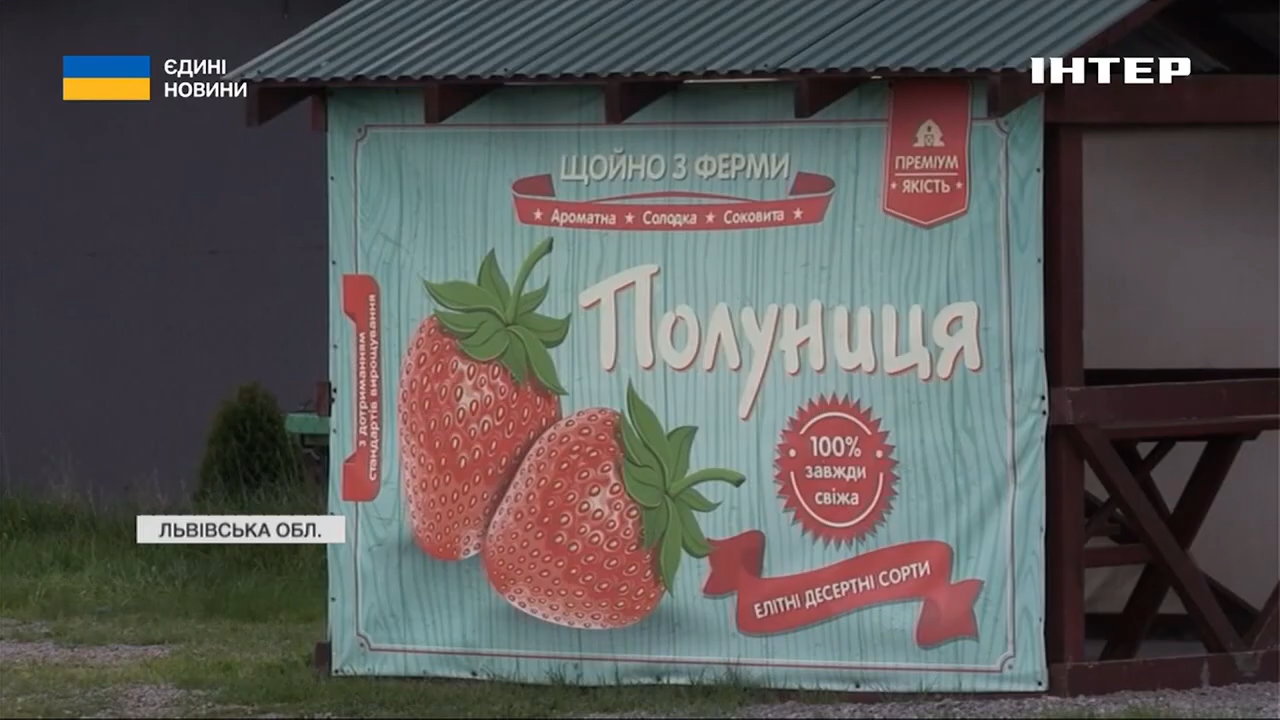 ЄДИНІ
НОВИНИ
ІНТЕР
ЩОЙНО З ФЕРМИ
Ароматна ★ Солодка ★ Соковита
ПРЕМІУМ
ЯКІСТЬ
Полуниця
з дотриманням
стандартів вирощування
100%
завжди
свіжа
ЕЛІТНІ ДЕСЕРТНІ СОРТИ
ЛЬВІВСЬКА ОБЛ.